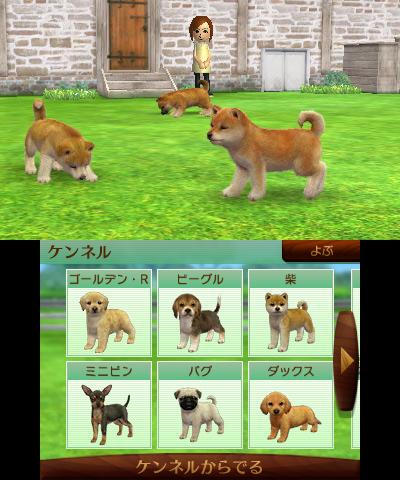 ケンネル
よぶ
ゴールデン・R
ビーグル
柴
ミニピン
パグ
ダックス
ケンネルからでる